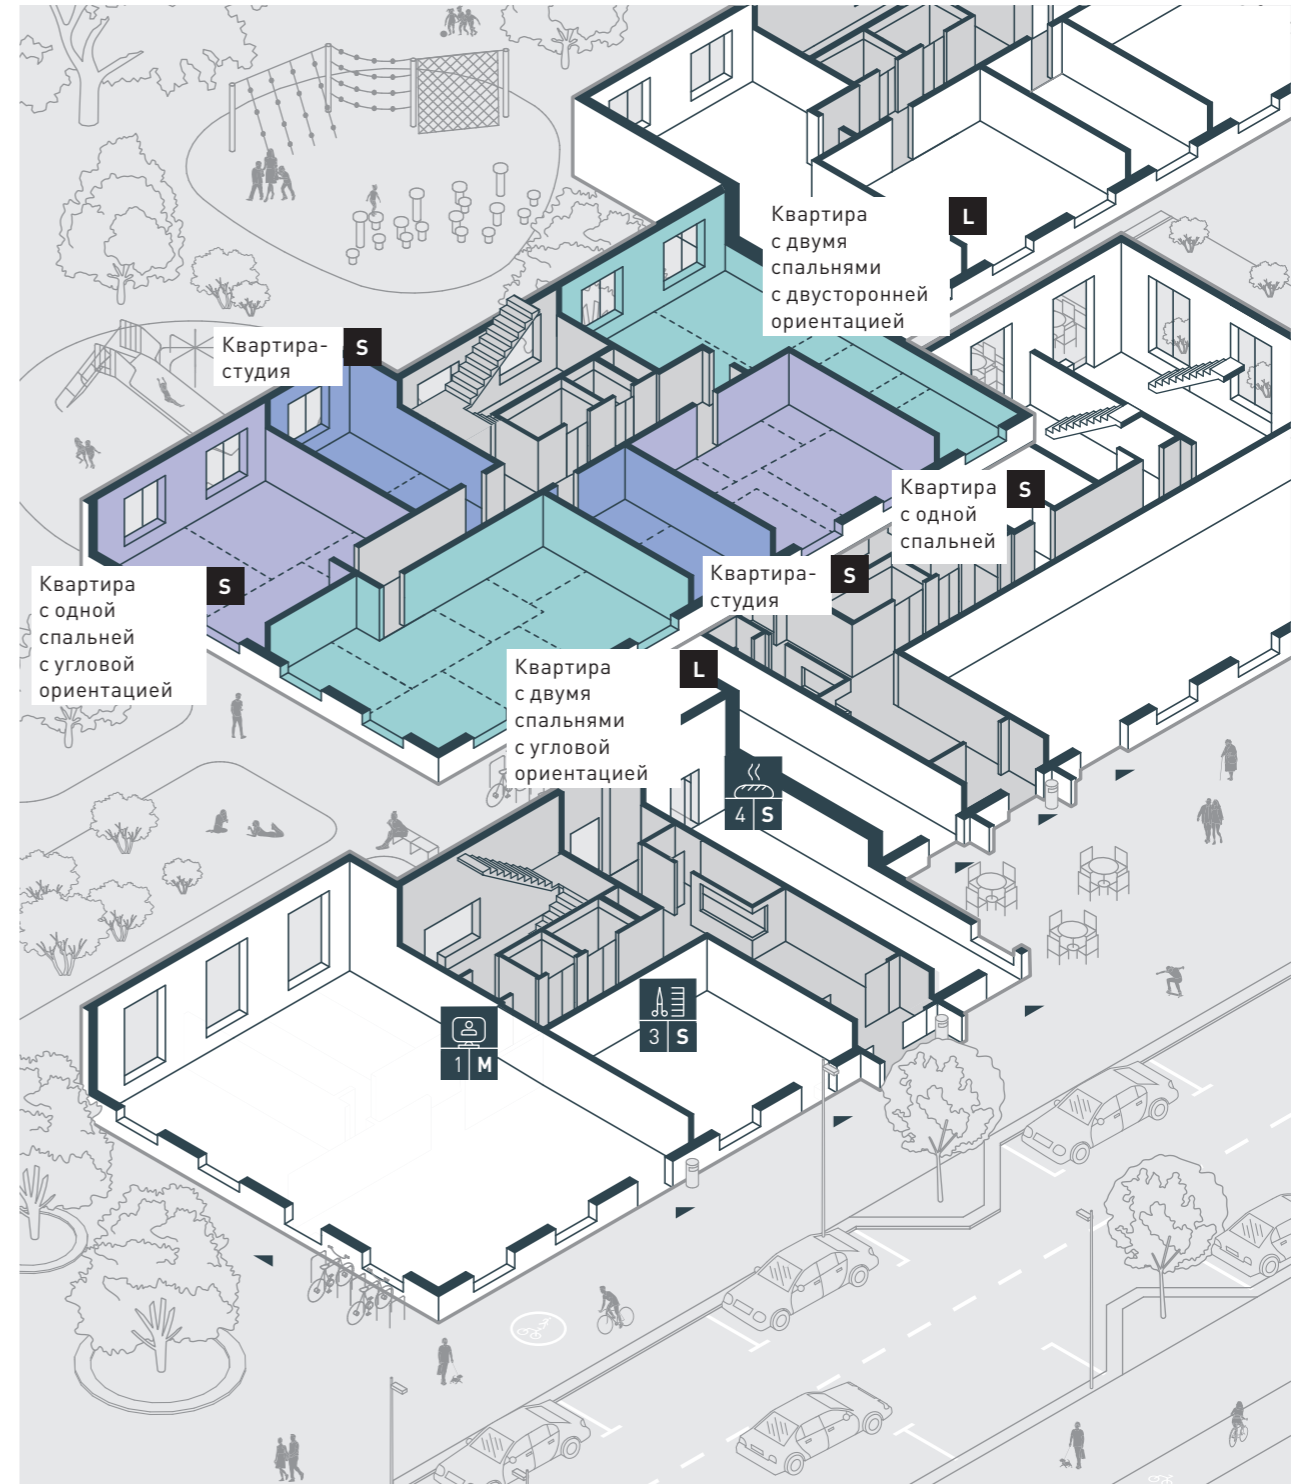 Квартира
с двумя
спальнями
с двусторонней
ориентацией
L
Квартира-
студия
S
Квартира
с одной
спальней
S
Квартира-
студия
S
Квартира
с одной
спальней
с угловой
ориентацией
S
Квартира
с двумя
спальнями
с угловой
ориентацией
L
4 S
3 S
1 M